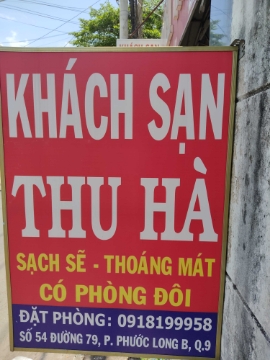 KHÁCH SẠN
THU HÀ
SẠCH SẼ - THOÁNG MÁT
CÓ PHÒNG ĐÔI
ĐẶT PHÒNG: 0918199958
SỐ 54 ĐƯỜNG 79, P. PHƯỚC LONG B, Q.9